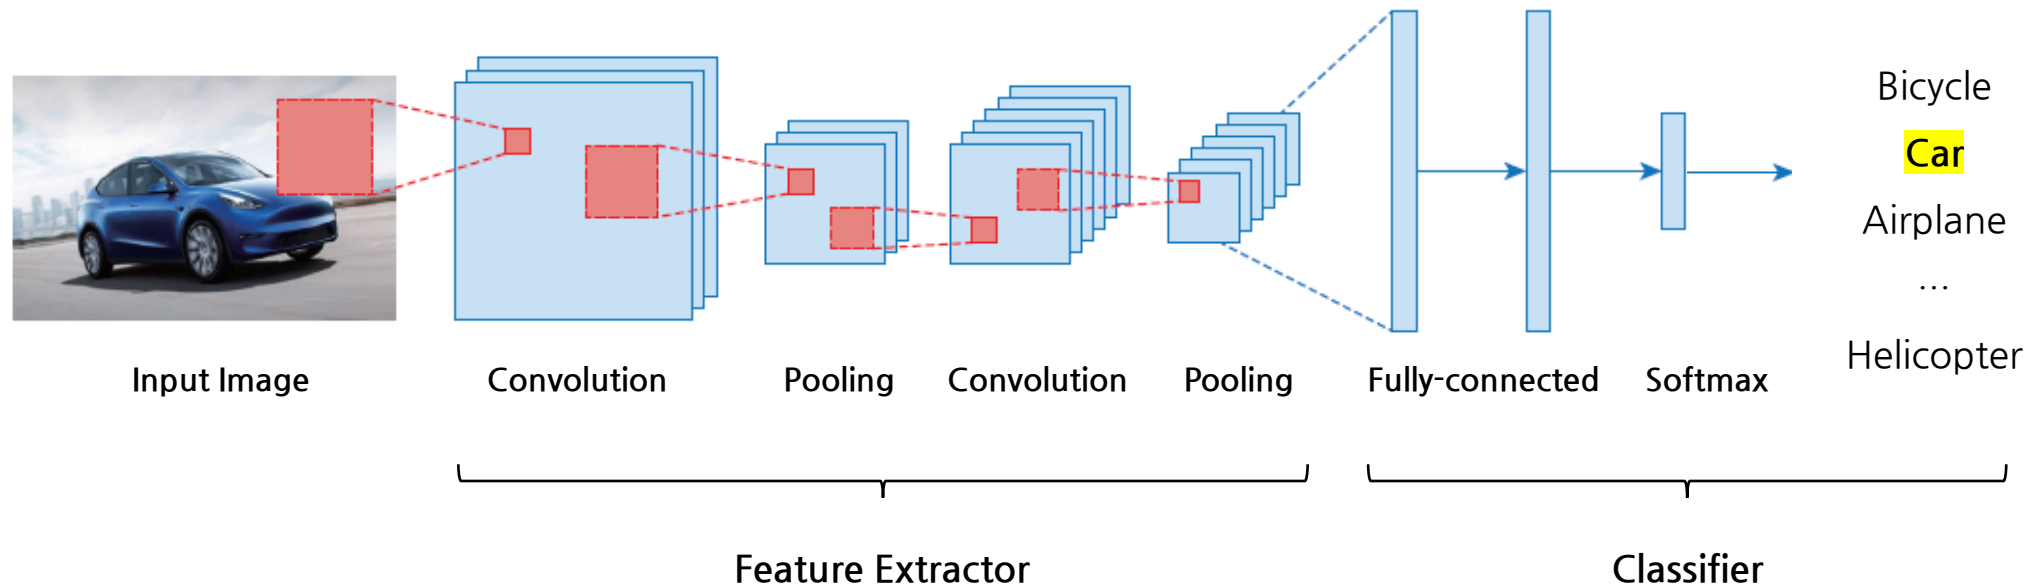 Bicycle
Car
Airplane
...
Helicopter
Input Image
Convolution
Pooling
Convolution
Pooling
Fully-connected
Softmax
Feature Extractor
Classifier